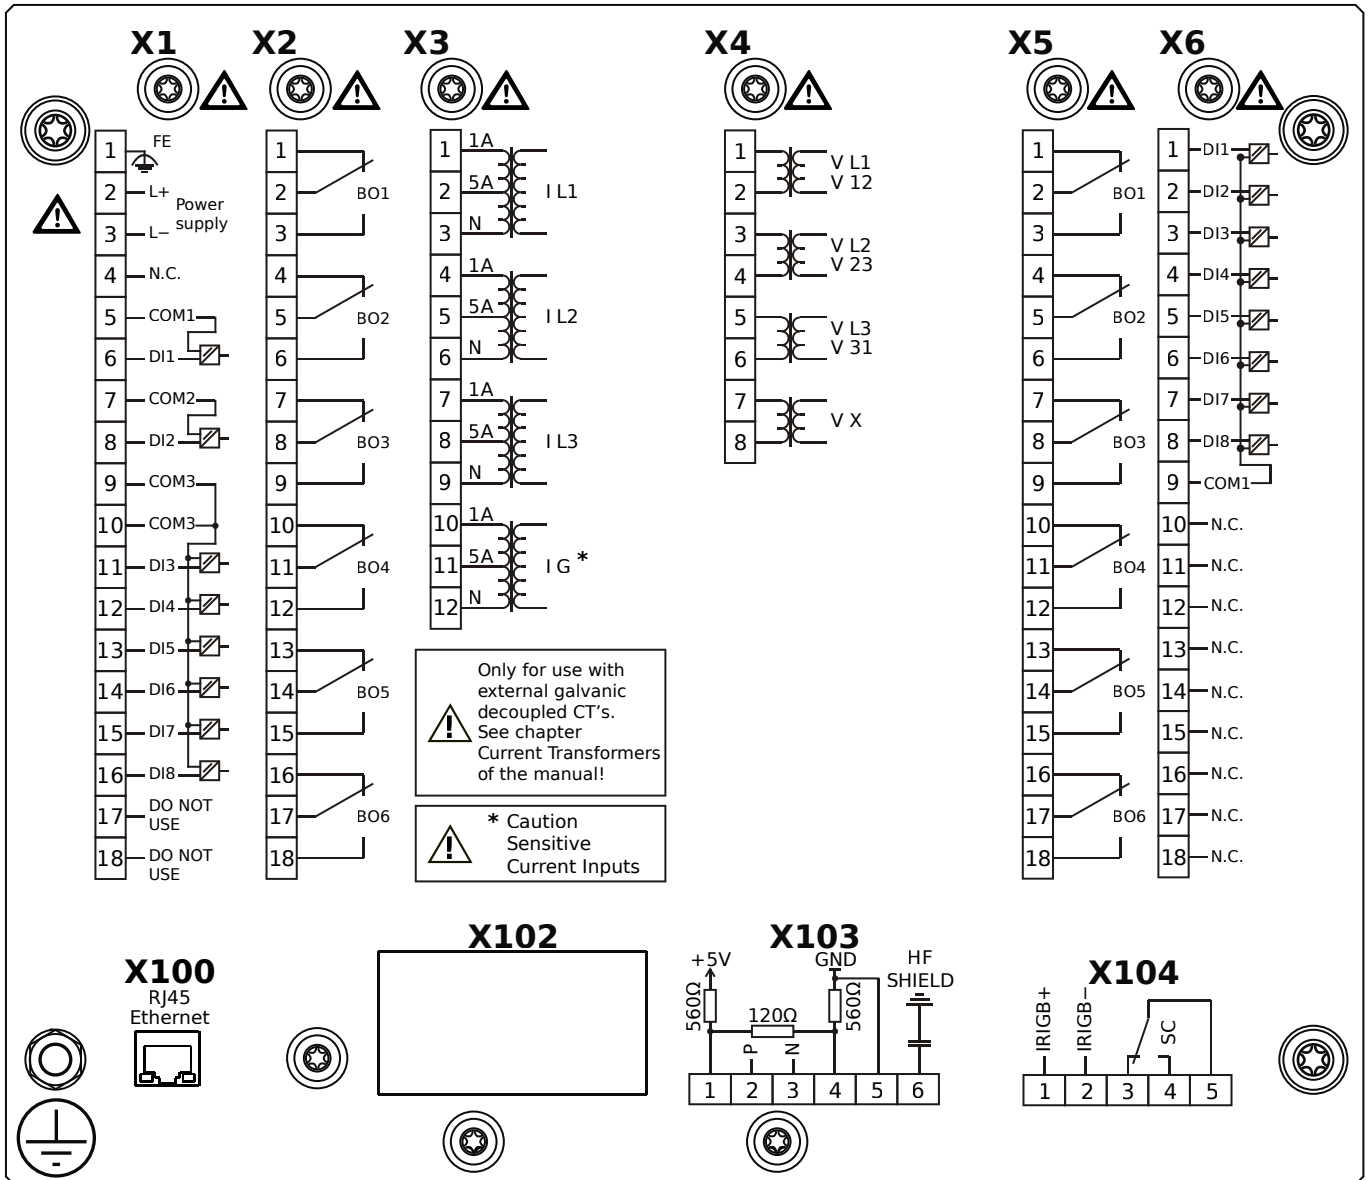 X1
X2
X3
X4
X5
X6
1 FE
2 L+
Power
supply
3 L−
4 N.C.
5 COM1
6 DI1
7 COM2
8 DI2
9 COM3
10 COM3
11 DI3
12 DI4
13 DI5
14 DI6
15 DI7
16 DI8
17 DO NOT
USE
18 DO NOT
USE
1
2 BO1
3
4
5 BO2
6
7
8 BO3
9
10
11 BO4
12
13
14 BO5
15
16
17 BO6
18
1 1A
2 5A I L1
3 N
4 1A
5 5A I L2
6 N
7 1A
8 5A I L3
9 N
10 1A
11 5A I G *
12 N
Only for use with
external galvanic
decoupled CT's.
See chapter
Current Transformers
of the manual!
* Caution
Sensitive
Current Inputs
1 V L1
2 V 12
3 V L2
4 V 23
5 V L3
6 V 31
7 V X
8
1
2 BO1
3
4
5 BO2
6
7
8 BO3
9
10
11 BO4
12
13
14 BO5
15
16
17 BO6
18
1 DI1
2 DI2
3 DI3
4 DI4
5 DI5
6 DI6
7 DI7
8 DI8
9 COM1
10 N.C.
11 N.C.
12 N.C.
13 N.C.
14 N.C.
15 N.C.
16 N.C.
17 N.C.
18 N.C.
X100
RJ45
Ethernet
X102
X103
+5V GND HF
SHIELD
560Ω 120Ω 560Ω
P N
1 2 3 4 5 6
X104
IRIGB+ IRIGB− SC
1 2 3 4 5